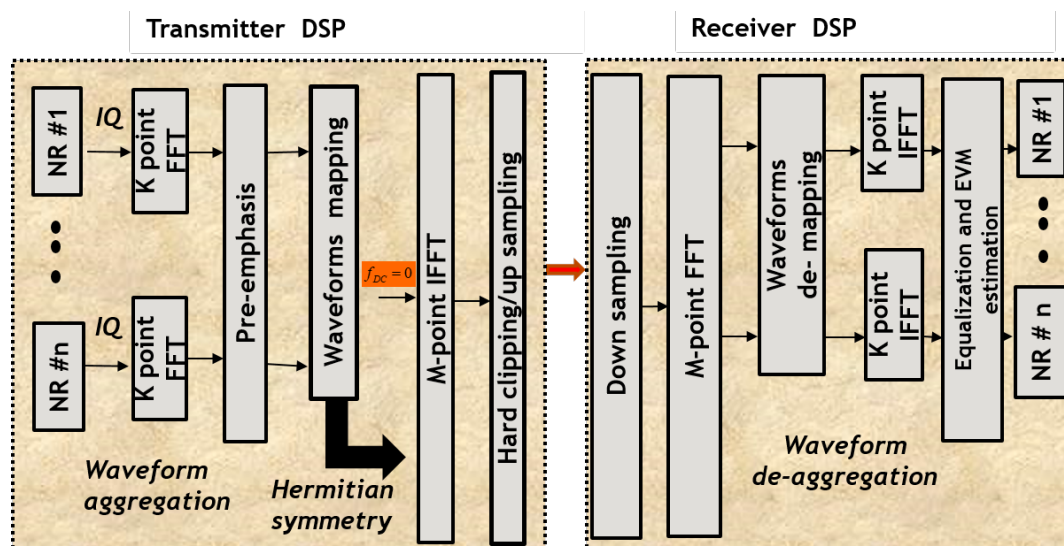 Transmitter DSP
Receiver DSP
NR #1
IQ
K point
FFT
Pre-emphasis
Waveforms mapping
NR #n
IQ
K point
FFT
f_{DC} = 0
M-point IFFT
Hard clipping/up sampling
Waveform
aggregation
Hermitian
symmetry
Down sampling
M-point FFT
Waveforms
de- mapping
K point
IFFT
K point
IFFT
Equalization and EVM
estimation
NR #1
NR # n
Waveform
de-aggregation